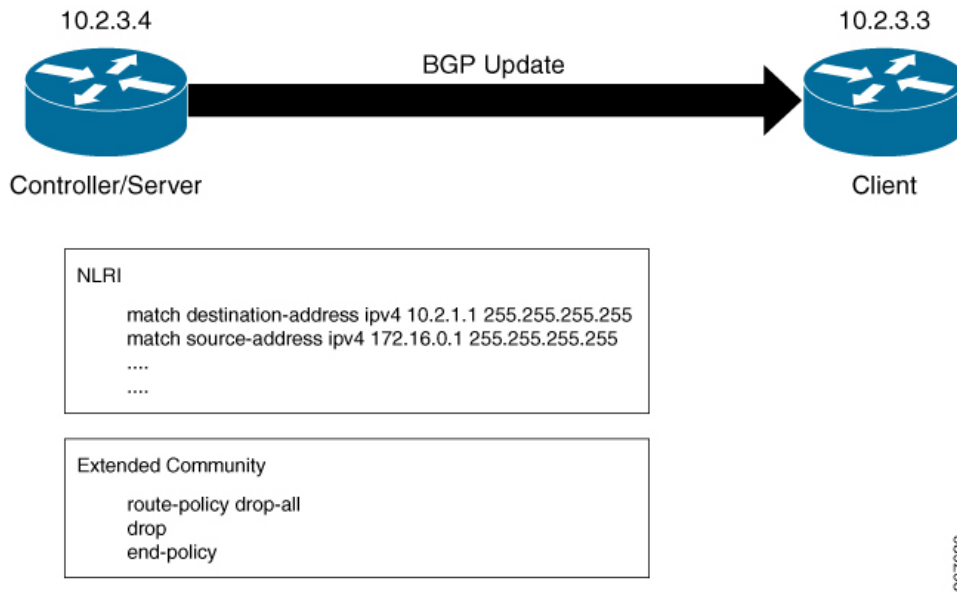 10.2.3.4
10.2.3.3
BGP Update
Controller/Server
Client
NLRI
match destination-address ipv4 10.2.1.1 255.255.255.255
match source-address ipv4 172.16.0.1 255.255.255.255
....
....
Extended Community
route-policy drop-all
drop
end-policy